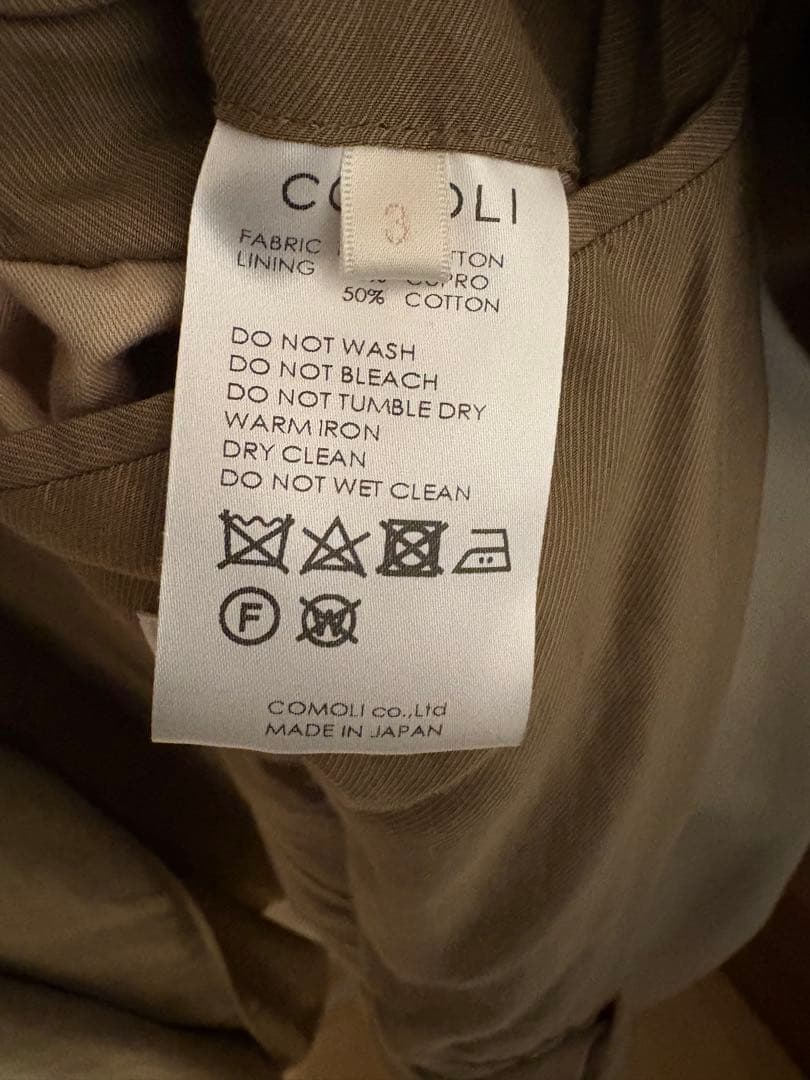 3
FABRIC
LINING
50% COTTON
DO NOT WASH
DO NOT BLEACH
DO NOT TUMBLE DRY
WARM IRON
DRY CLEAN
DO NOT WET CLEAN
F W
COMOLI co.,Ltd
MADE IN JAPAN